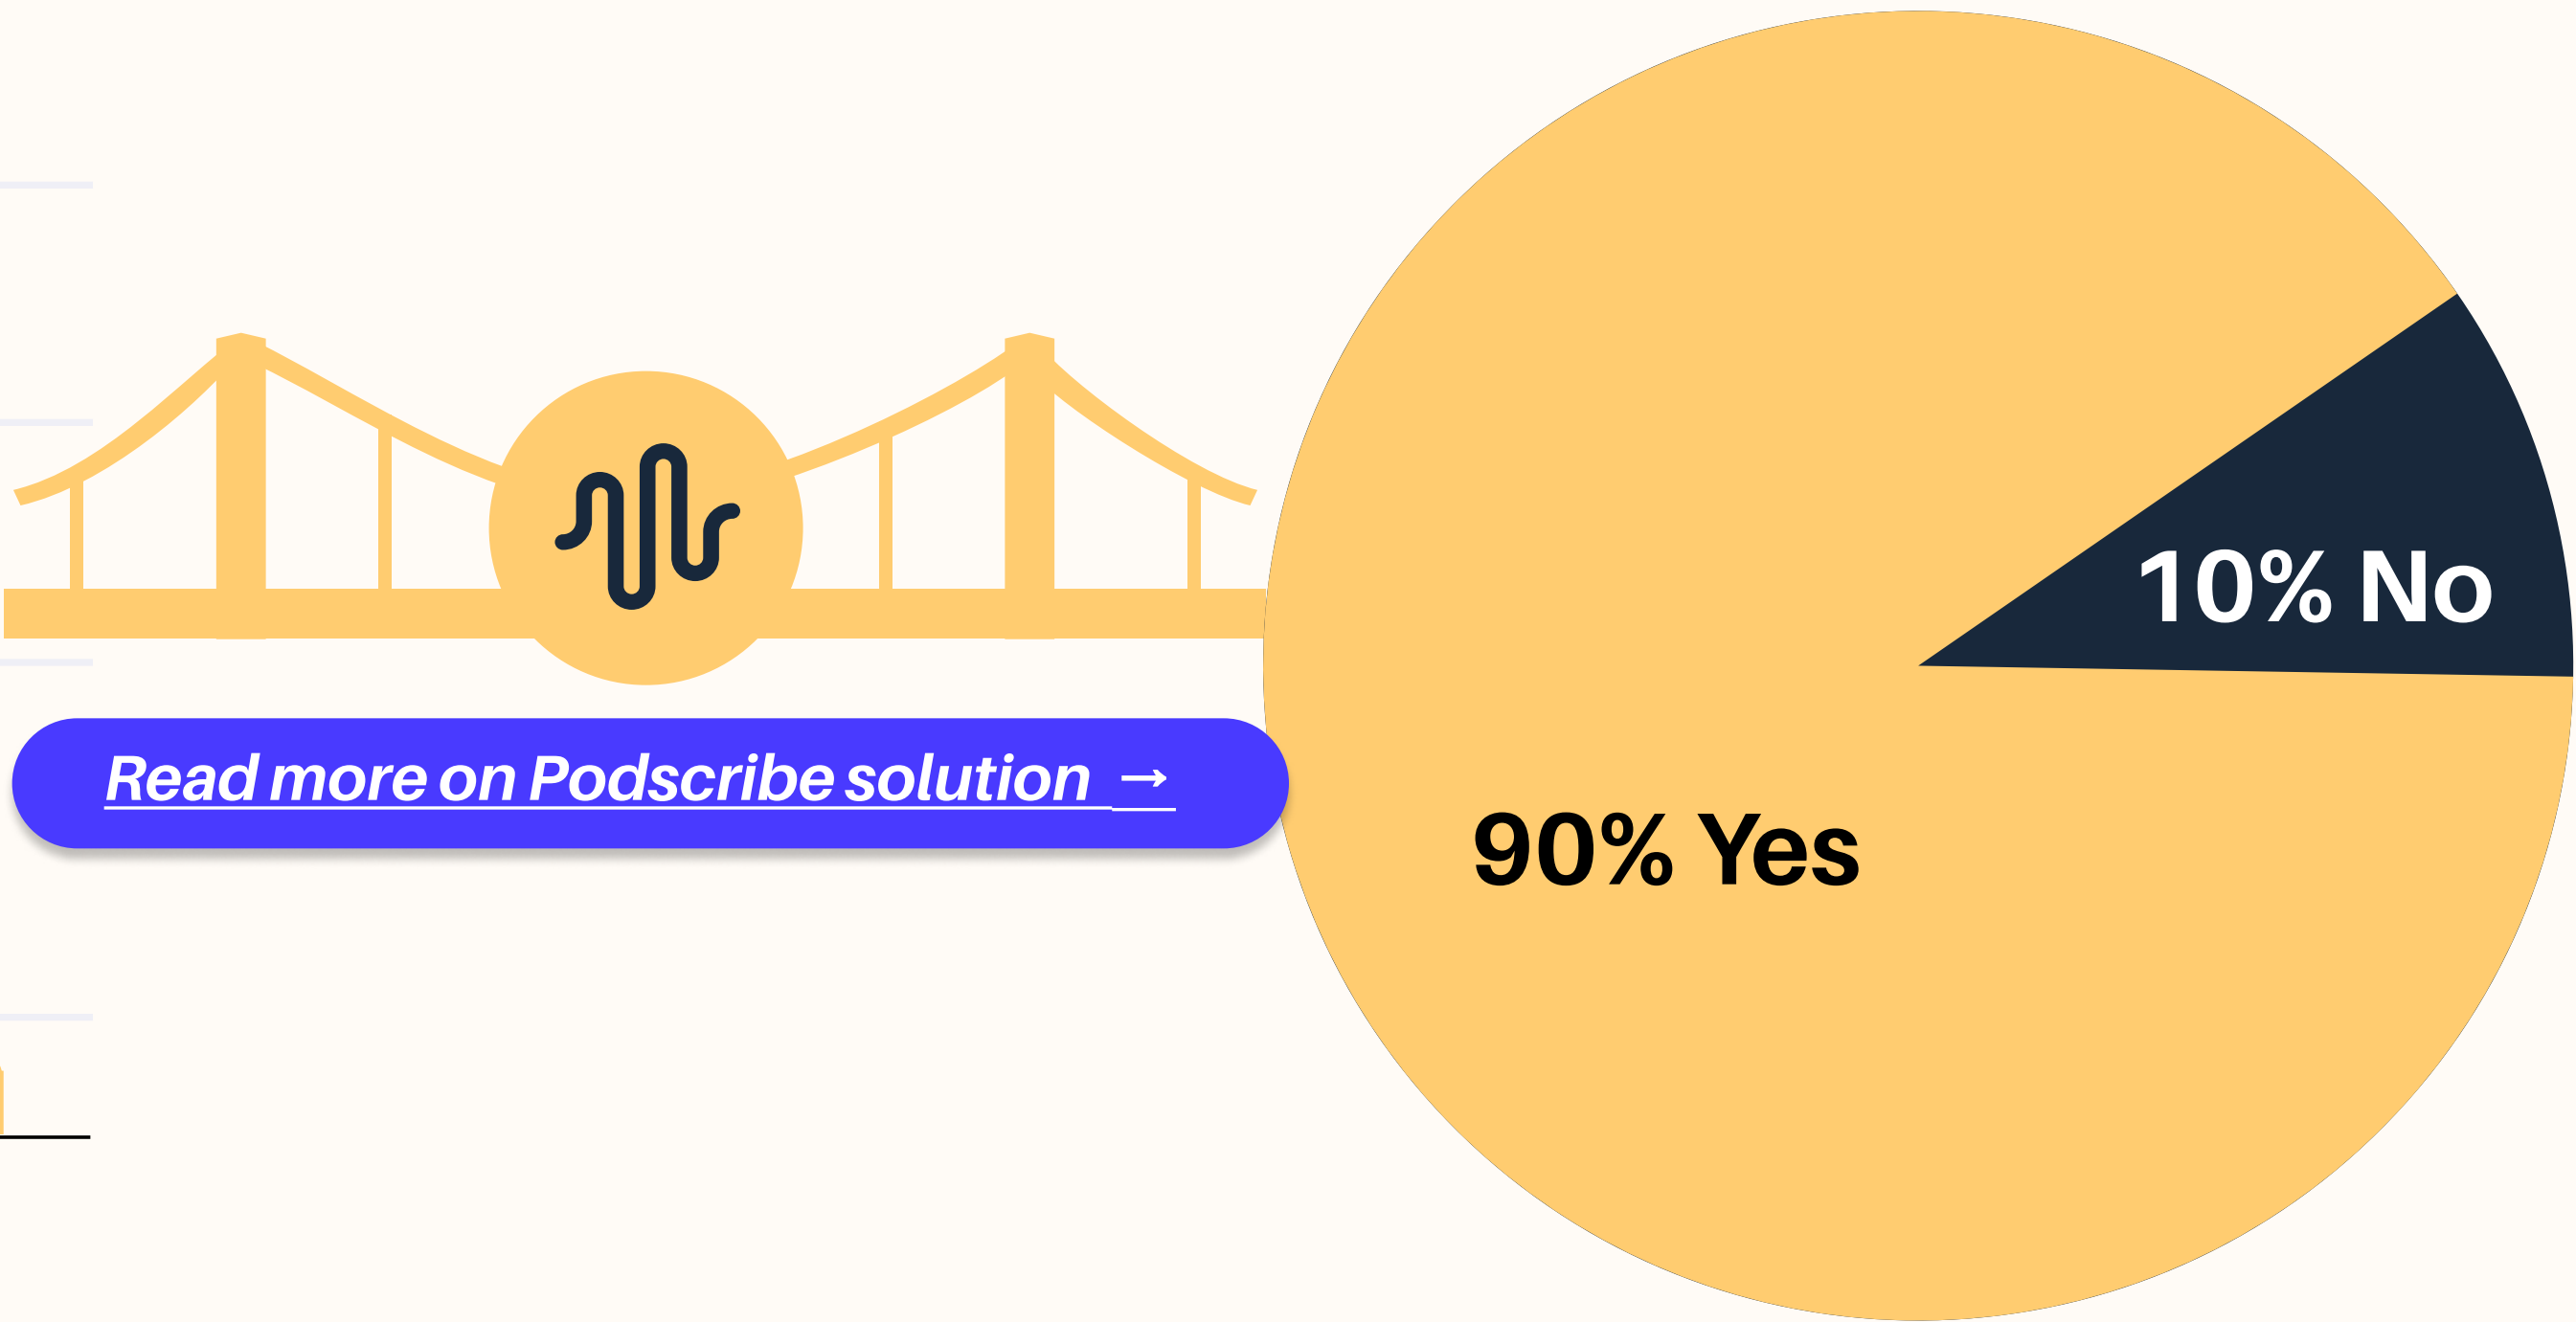 10% No
Read more on Podscribe solution →
90% Yes